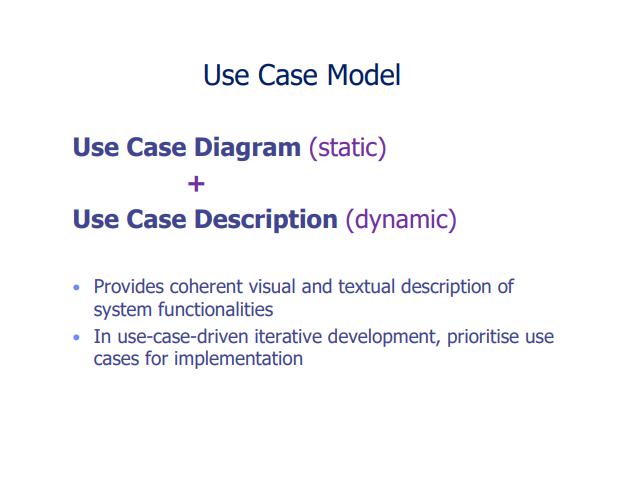 Use Case Model
Use Case Diagram (static)
+
Use Case Description (dynamic)
• Provides coherent visual and textual description of
system functionalities
• In use-case-driven iterative development, prioritise use
cases for implementation